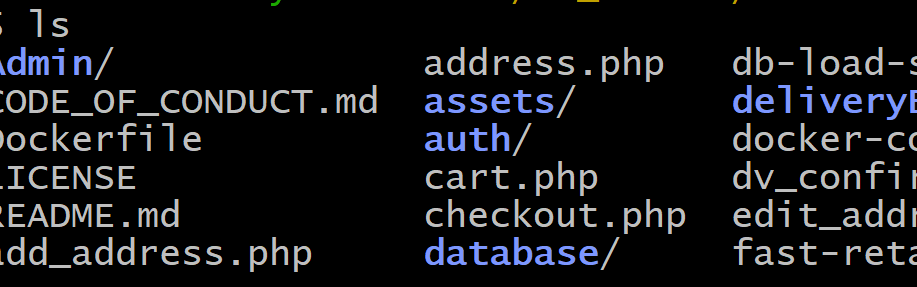 $ ls
Admin/ address.php db-load-s
CODE_OF_CONDUCT.md assets/ deliveryB
Dockerfile auth/ docker-co
LICENSE cart.php dv_confir
README.md checkout.php edit_addr
add_address.php database/ fast-reta